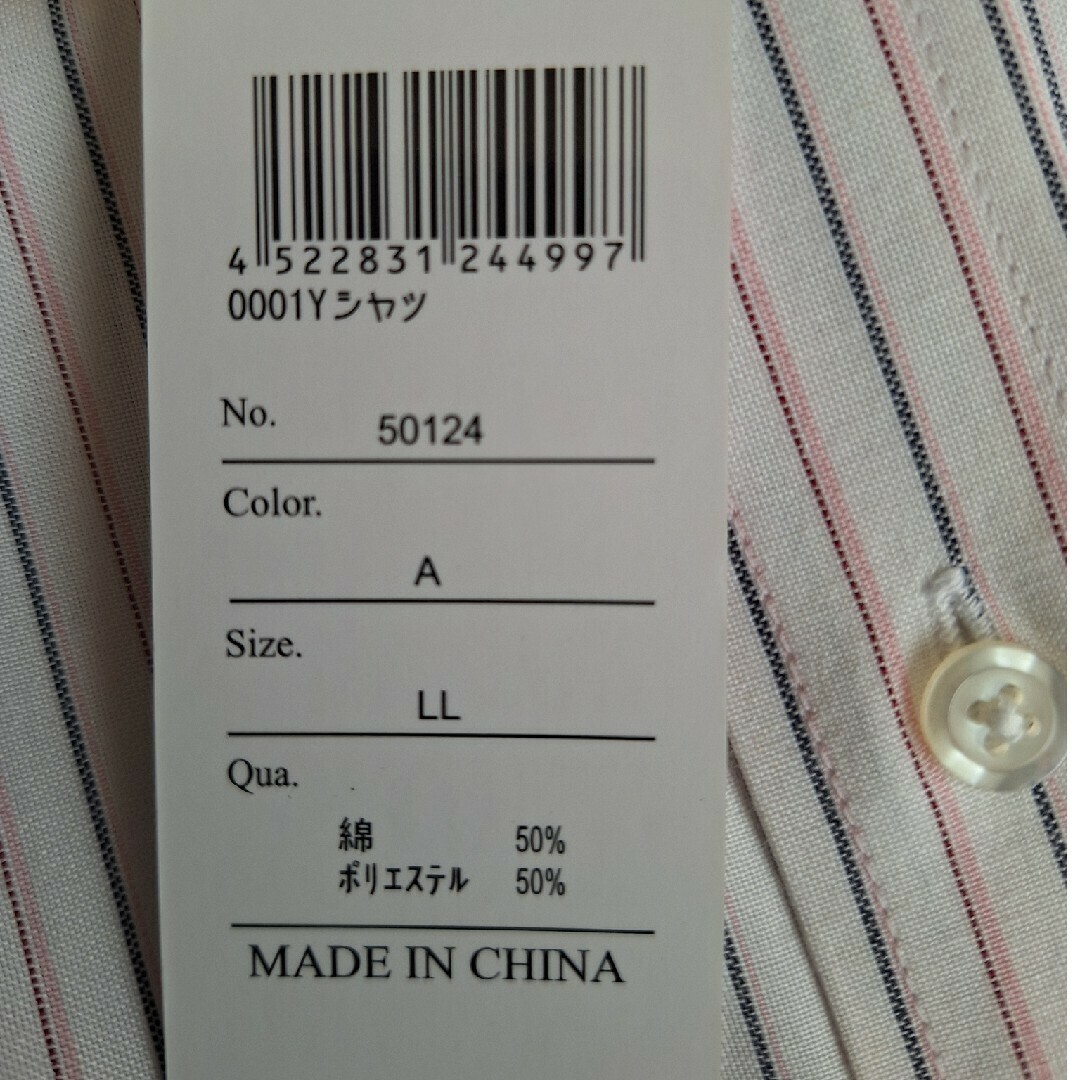 4 522831 244997
0001Yシャツ
No. 50124
Color.
A
Size.
LL
Qua.
綿 50%
ポリエステル 50%
MADE IN CHINA